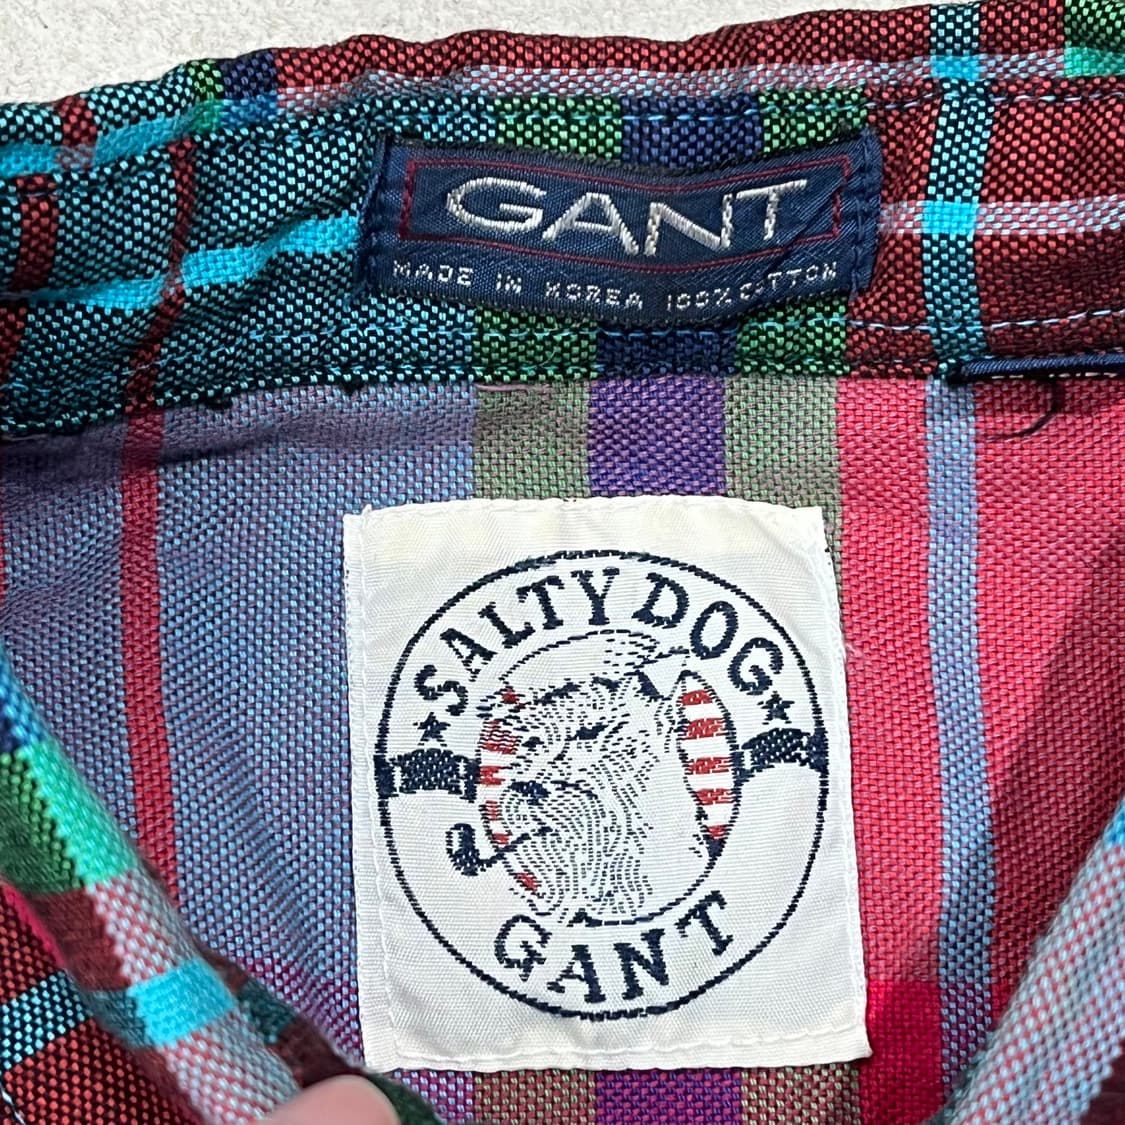 GANT
MADE IN KOREA 100% COTTON
SALTY DOG
GANT